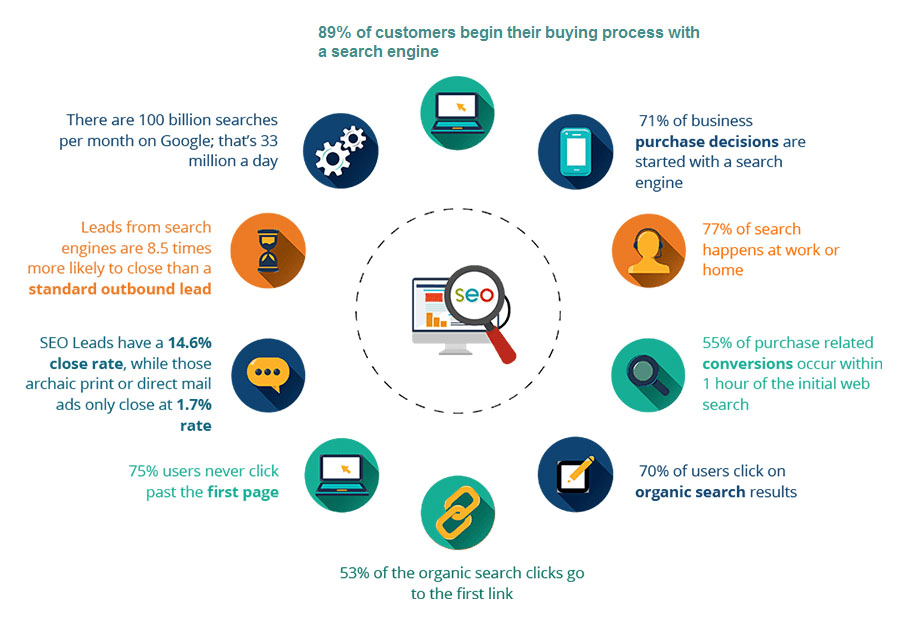 89% of customers begin their buying process with
a search engine
There are 100 billion searches
per month on Google; that's 33
million a day
71% of business
purchase decisions are
started with a search
engine
Leads from search
engines are 8.5 times
more likely to close than a
standard outbound lead
77% of search
happens at work or
home
seo
SEO Leads have a 14.6%
close rate, while those
archaic print or direct mail
ads only close at 1.7%
rate
55% of purchase related
conversions occur within
1 hour of the initial web
search
75% users never click
past the first page
70% of users click on
organic search results
53% of the organic search clicks go
to the first link